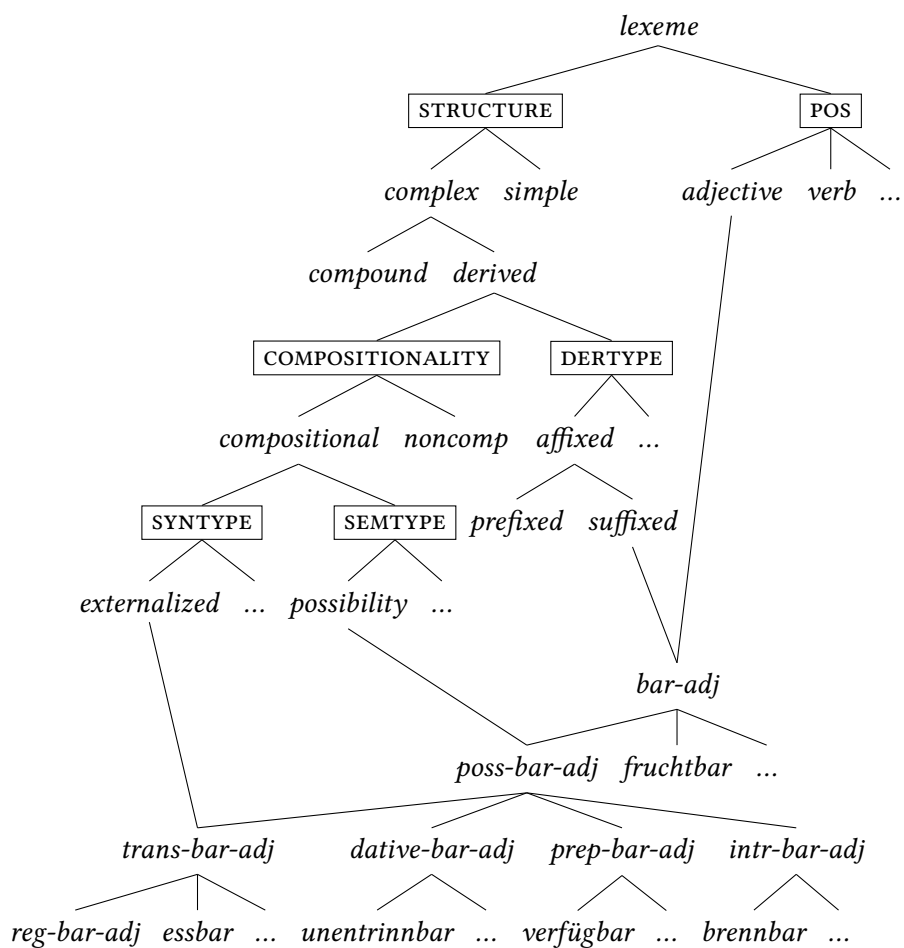 lexeme
STRUCTURE POS
complex simple adjective verb ...
compound derived
COMPOSITIONALITY DERTYPE
compositional noncomp affixed ...
SYNTYPE SEMTYPE prefixed suffixed
externalized ... possibility ...
bar-adj
poss-bar-adj fruchtbar ...
trans-bar-adj dative-bar-adj prep-bar-adj intr-bar-adj
reg-bar-adj essbar ... unentrinnbar ... verfügbar ... brennbar ...